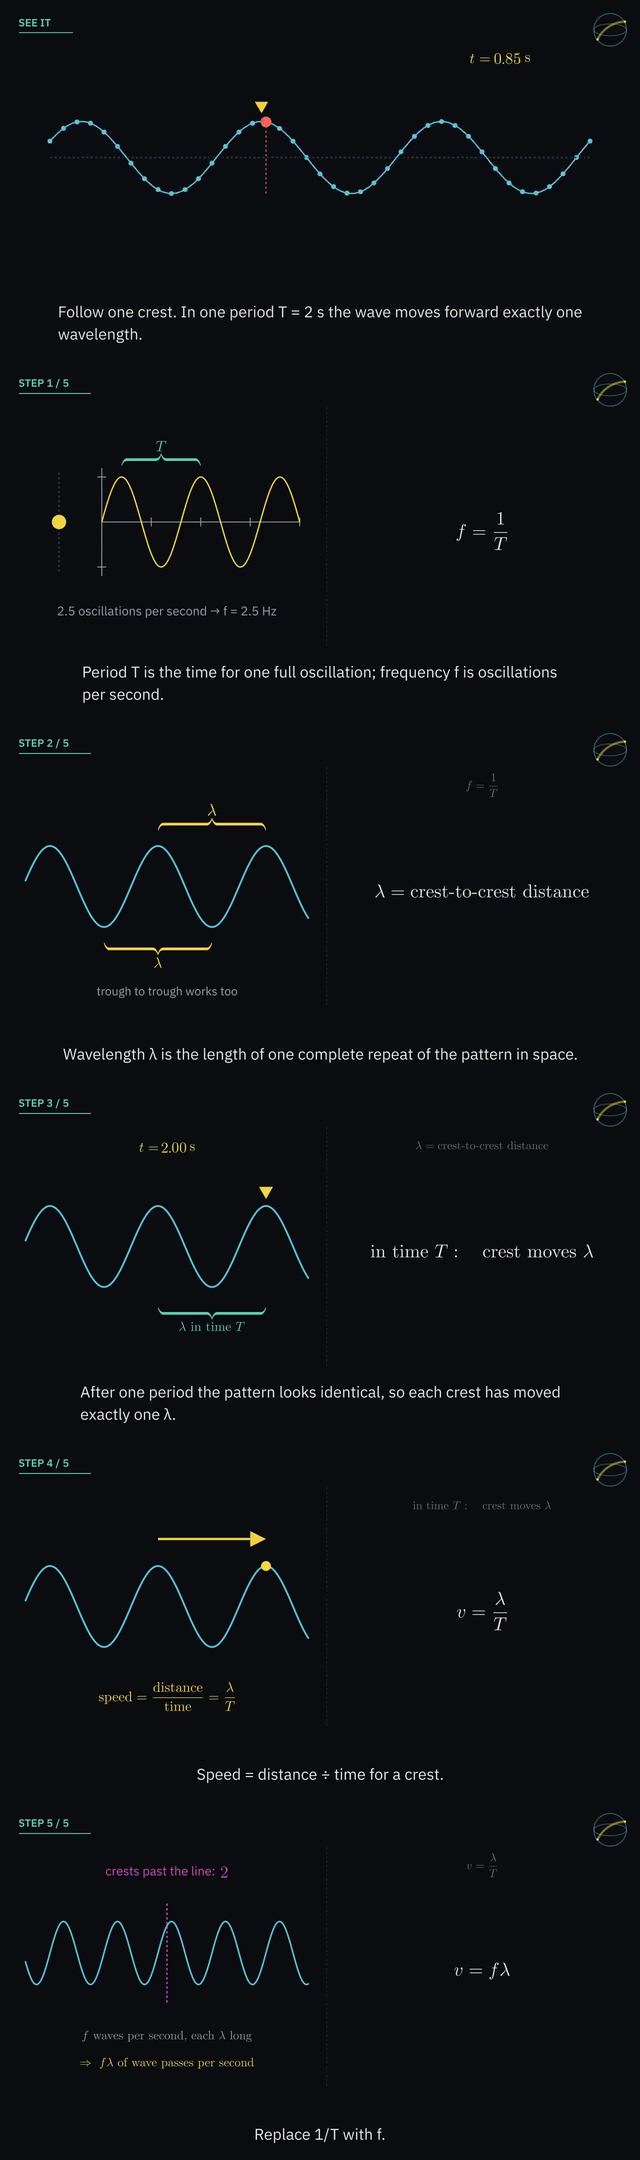 SEE IT
t = 0.85 s
Follow one crest. In one period T = 2 s the wave moves forward exactly one
wavelength.
STEP 1 / 5
T
f = 1/T
2.5 oscillations per second → f = 2.5 Hz
Period T is the time for one full oscillation; frequency f is oscillations
per second.
STEP 2 / 5
f = 1/T
λ
λ = crest-to-crest distance
λ
trough to trough works too
Wavelength λ is the length of one complete repeat of the pattern in space.
STEP 3 / 5
t = 2.00 s
λ = crest-to-crest distance
in time T : crest moves λ
λ in time T
After one period the pattern looks identical, so each crest has moved
exactly one λ.
STEP 4 / 5
in time T : crest moves λ
v = λ/T
speed = distance/time = λ/T
Speed = distance ÷ time for a crest.
STEP 5 / 5
crests past the line: 2
v = λ/T
v = fλ
f waves per second, each λ long
⇒ fλ of wave passes per second
Replace 1/T with f.